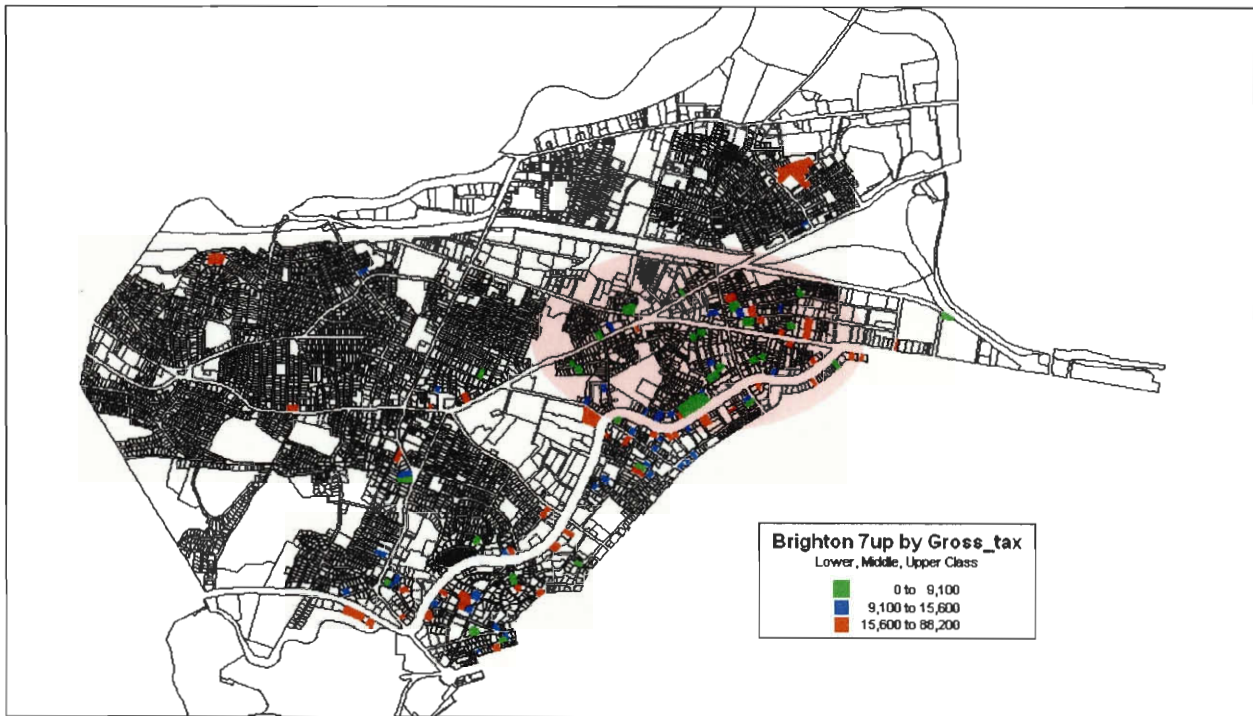 Brighton 7up by Gross_tax
Lower, Middle, Upper Class
0 to 9,100
9,100 to 15,600
15,600 to 88,200